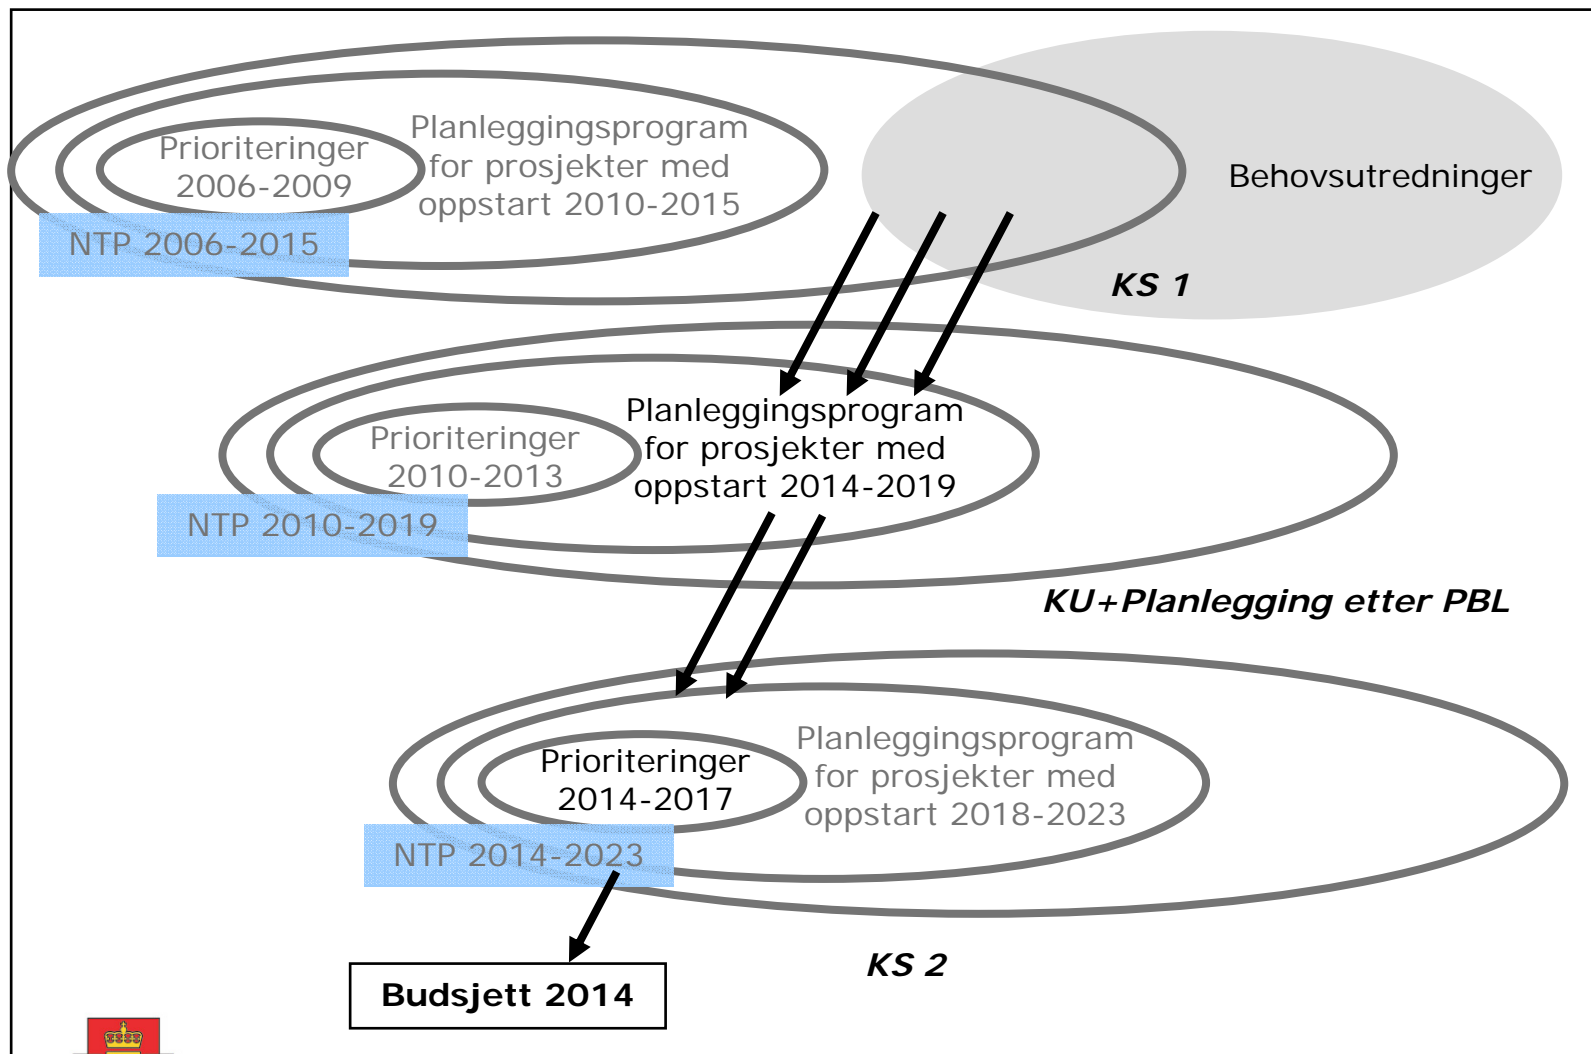 Prioriteringer
2006-2009
Planleggingsprogram
for prosjekter med
oppstart 2010-2015
Behovsutredninger
NTP 2006-2015
KS 1
Prioriteringer
2010-2013
Planleggingsprogram
for prosjekter med
oppstart 2014-2019
NTP 2010-2019
KU+Planlegging etter PBL
Prioriteringer
2014-2017
Planleggingsprogram
for prosjekter med
oppstart 2018-2023
NTP 2014-2023
KS 2
Budsjett 2014